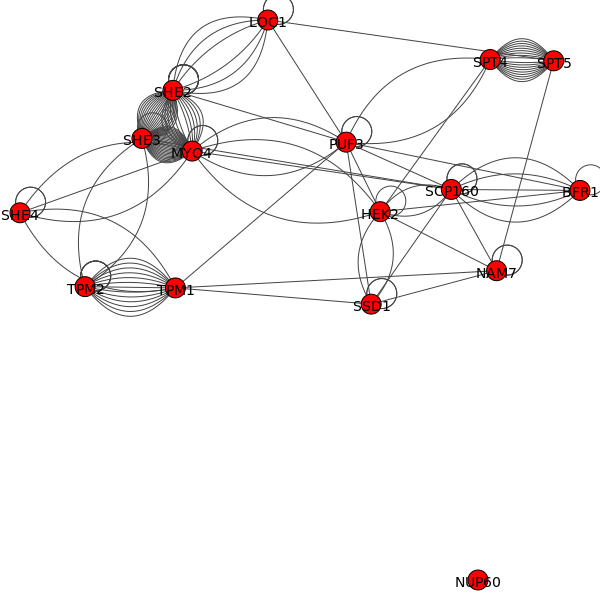 LOC1
SPT4
SPT5
SHE2
SHE3
MYO4
PUF3
SCP160
BFR1
SHE4
HEK2
NAM7
TPM2
TPM1
SSD1
NUP60